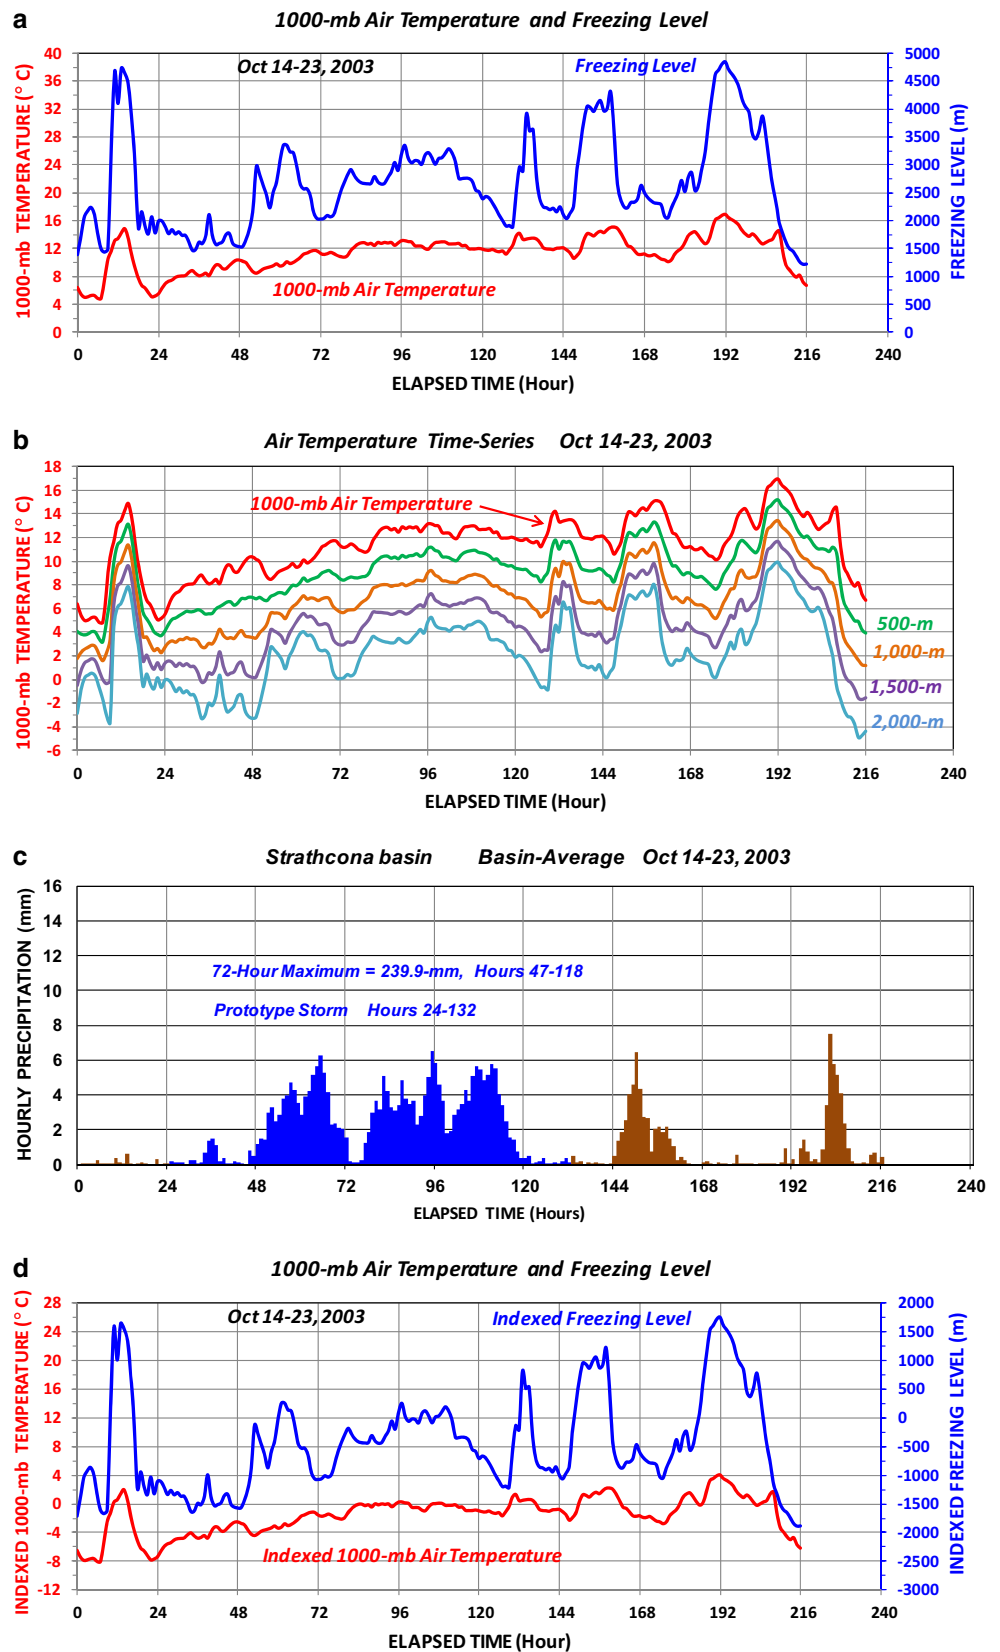 a
1000-mb Air Temperature and Freezing Level
Oct 14-23, 2003
Freezing Level
1000-mb Air Temperature
1000-mb TEMPERATURE (° C)
40
36
32
28
24
20
16
12
8
4
0
FREEZING LEVEL (m)
5000
4500
4000
3500
3000
2500
2000
1500
1000
500
0
0 24 48 72 96 120 144 168 192 216 240
ELAPSED TIME (Hour)
b
Air Temperature Time-Series Oct 14-23, 2003
1000-mb Air Temperature
500-m
1,000-m
1,500-m
2,000-m
1000-mb TEMPERATURE (° C)
18
16
14
12
10
8
6
4
2
0
-2
-4
-6
0 24 48 72 96 120 144 168 192 216 240
ELAPSED TIME (Hour)
c
Strathcona basin Basin-Average Oct 14-23, 2003
72-Hour Maximum = 239.9-mm, Hours 47-118
Prototype Storm Hours 24-132
HOURLY PRECIPITATION (mm)
16
14
12
10
8
6
4
2
0
0 24 48 72 96 120 144 168 192 216 240
ELAPSED TIME (Hours)
d
1000-mb Air Temperature and Freezing Level
Oct 14-23, 2003
Indexed Freezing Level
Indexed 1000-mb Air Temperature
INDEXED 1000-mb TEMPERATURE (° C)
28
24
20
16
12
8
4
0
-4
-8
-12
INDEXED FREEZING LEVEL (m)
2000
1500
1000
500
0
-500
-1000
-1500
-2000
-2500
-3000
0 24 48 72 96 120 144 168 192 216 240
ELAPSED TIME (Hour)